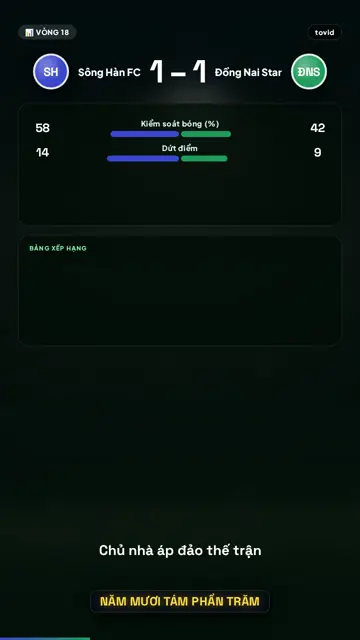 📊 VÒNG 18
tovid
SH Sông Hàn FC 1 – 1 Đồng Nai Star ĐNS
Kiểm soát bóng (%)
58 42
Dứt điểm
14 9
BẢNG XẾP HẠNG
Chủ nhà áp đảo thế trận
NĂM MƯƠI TÁM PHẦN TRĂM